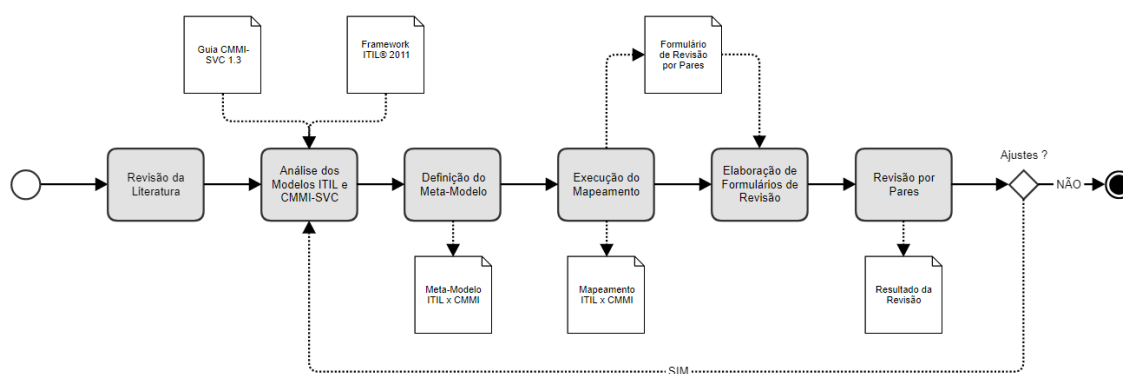 Guia CMMI-
SVC 1.3
Framework
ITIL® 2011
Formulário
de Revisão
por Pares
Revisão da
Literatura
Análise dos
Modelos ITIL e
CMMI-SVC
Definição do
Meta-Modelo
Execução do
Mapeamento
Elaboração de
Formulários de
Revisão
Revisão por
Pares
Ajustes ?
NÃO
Meta-Modelo
ITIL x CMMI
Mapeamento
ITIL x CMMI
Resultado da
Revisão
SIM